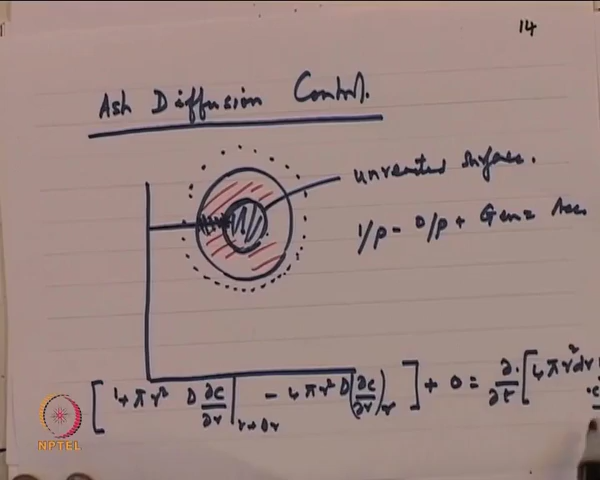 14
Ash Diffusion Control.
unreacted surface.
I/p - O/p + Gen = Acc
[4πr² D ∂c/∂r |r+Δr - 4πr² D (∂c/∂r)r ] + 0 = ∂/∂t [4πr²dr
.c
NPTEL